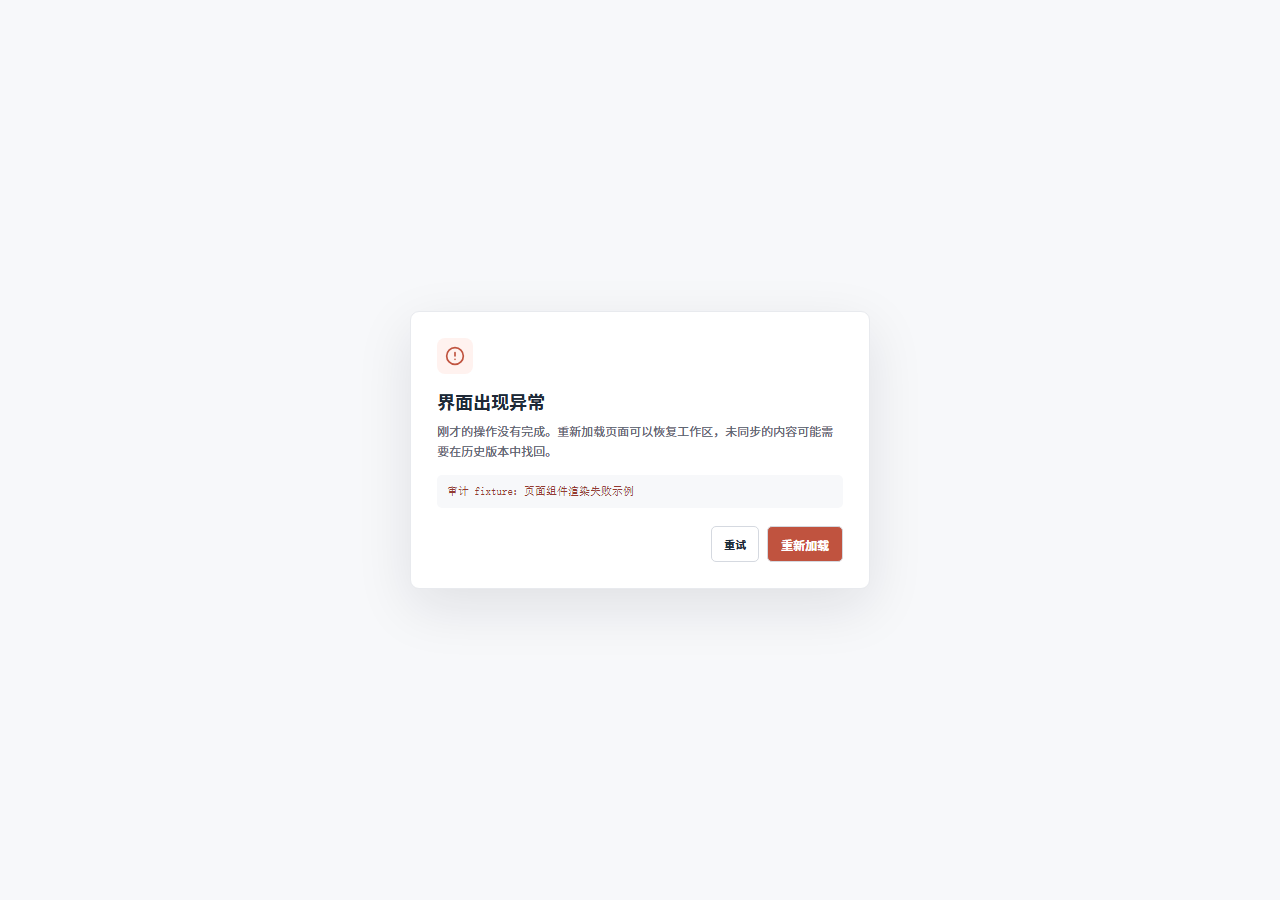 界面出现异常
刚才的操作没有完成。重新加载页面可以恢复工作区，未同步的内容可能需
要在历史版本中找回。
审计 fixture: 页面组件渲染失败示例
重试
重新加载